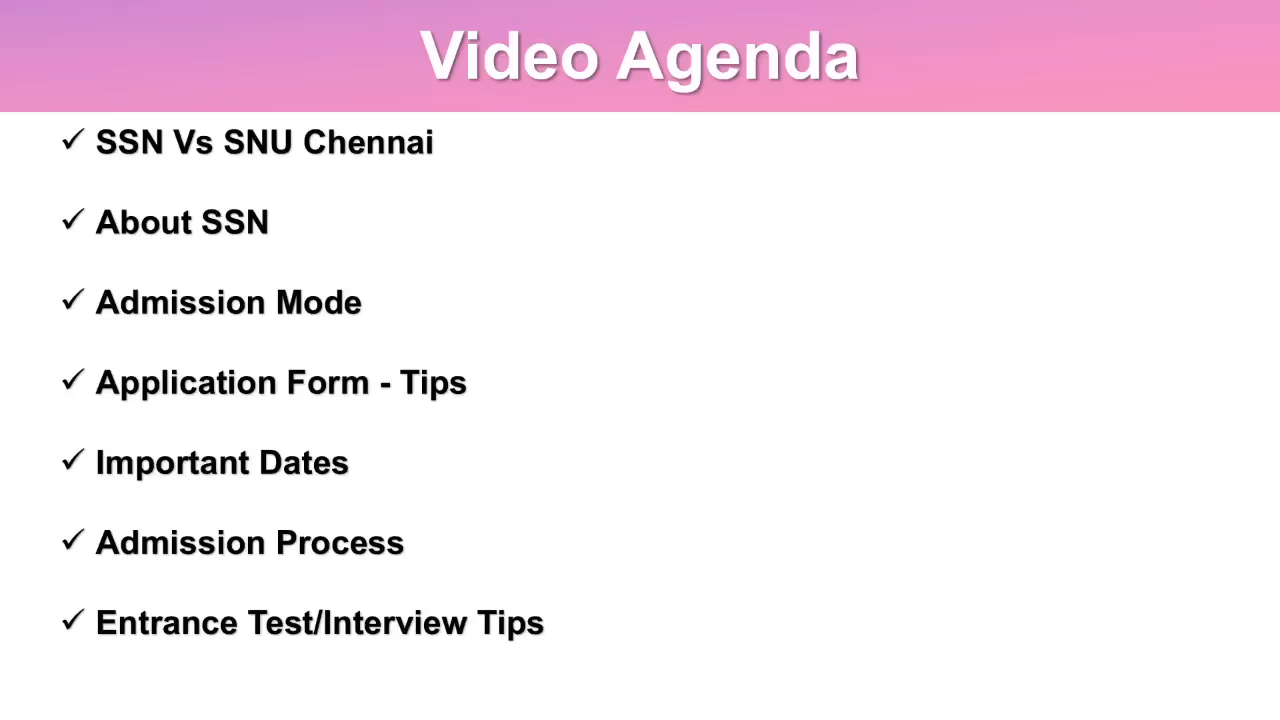 Video Agenda
✓ SSN Vs SNU Chennai
✓ About SSN
✓ Admission Mode
✓ Application Form - Tips
✓ Important Dates
✓ Admission Process
✓ Entrance Test/Interview Tips